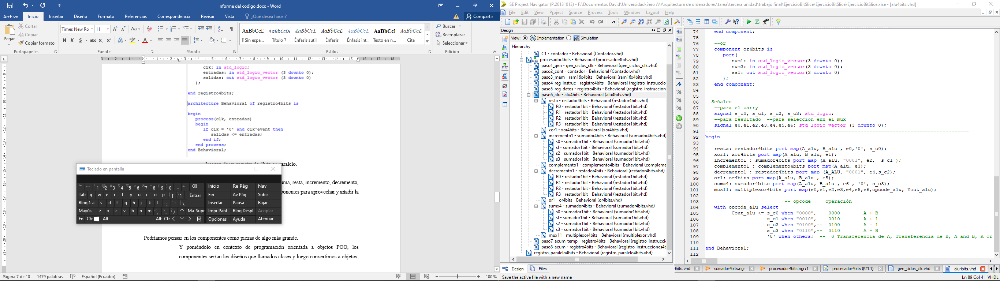 Informe del codigo.docx - Word
Archivo Inicio Insertar Diseño Formato Referencias Correspondencia Revisar Vista ¿Qué desea hacer? Compartir
Pegar
Cortar
Copiar
Copiar formato
Portapapeles
Times New Ro 11
N K S abc x₂ x²
Fuente
Párrafo
AaBbCcD AaBbCcDc AaBbCcD AaBbCcD AaBbCcD AaBbCcI AaBbCcD
¶ Sin espa... Título 7 Énfasis sutil Énfasis Énfasis int... Texto en n... Cita
Estilos
Buscar
Reemplazar
Seleccionar
Edición
clk: in std_logic;
entradas: in std_logic_vector (3 downto 0);
salidas: out std_logic_vector (3 downto 0)
);
end registro4bits;
architecture Behavioral of registro4bits is
begin
process(clk, entradas)
begin
if clk = '0' and clk'event then
salidas <= entradas;
end if;
end process;
end Behavioral;
Imagen de un registro de 4bits en paralelo.
uma, resta, incremento, decremento,
onentes para aprovechar y añadir la
Podríamos pensar en los componentes como piezas de algo más grande.
Y poniéndolo en contexto de programación orientada a objetos POO, los
componentes serían los diseños que llamados clases y luego convertimos a objetos,
Teclado en pantalla
Inicio Re Pág Nav
Tab q w e r t y u i o p [ ] Entrar Fin Av Pág Subir
Bloq M a s d f g h j k l ; ' \ Insertar Pausa Bajar
Mayús z x c v b n m , . / Ma Supr Impr Pant Bloq Despl Acoplar
Fn Ctr Alt Alt Ctr Opciones Ayuda Atenuar
Página 7 de 10 1479 palabras Español (Ecuador) 100 %
ISE Project Navigator (P.20131013) - F:\Documentos David\Universidad\3ero A\Arquitectura de ordenadores\tarea\tercera unidad\trabajo final\EjercicioBitSlice\EjercicioBitSlice\EjercicioBitSlice.xise - [alu4bits.vhd]
File Edit View Project Source Process Tools Window Layout Help
Design
View: Implementation Simulation
Hierarchy
C1 - contador - Behavioral (Contador.vhd)
procesador4bits - Behavioral (procesador4bits.vhd)
paso1_gen - gen_ciclos_clk - Behavioral (gen_ciclos_clk.vhd)
paso2_cont - contador - Behavioral (Contador.vhd)
paso3_mem - ram16x4bits - Behavioral (ram16x4bits.vhd)
paso4_reg_instruc - registro4bits - Behavioral (registro_instruccio
paso5_reg_datos - registro4bits - Behavioral (registro_instruccion
paso6_alu - alu4bits - Behavioral (alu4bits.vhd)
resta - restador4bits - Behavioral (restador4bits.vhd)
R0 - restador1bit - Behavioral (restador1bit.vhd)
R1 - restador1bit - Behavioral (restador1bit.vhd)
R2 - restador1bit - Behavioral (restador1bit.vhd)
R3 - restador1bit - Behavioral (restador1bit.vhd)
xor1 - xor4bits - Behavioral (xor4bits.vhd)
incremento1 - sumador4bits - Behavioral (sumador4bits.vhd)
s0 - sumador1bit - Behavioral (sumador1bit.vhd)
sl - sumador1bit - Behavioral (sumador1bit.vhd)
s2 - sumador1bit - Behavioral (sumador1bit.vhd)
s3 - sumador1bit - Behavioral (sumador1bit.vhd)
complemento1 - complemento4bits - Behavioral (compleme
decremento1 - restador4bits - Behavioral (restador4bits.vhd)
R0 - restador1bit - Behavioral (restador1bit.vhd)
R1 - restador1bit - Behavioral (restador1bit.vhd)
R2 - restador1bit - Behavioral (restador1bit.vhd)
R3 - restador1bit - Behavioral (restador1bit.vhd)
or1 - or4bits - Behavioral (or4bits.vhd)
sumx4 - sumador4bits - Behavioral (sumador4bits.vhd)
s0 - sumador1bit - Behavioral (sumador1bit.vhd)
sl - sumador1bit - Behavioral (sumador1bit.vhd)
s2 - sumador1bit - Behavioral (sumador1bit.vhd)
s3 - sumador1bit - Behavioral (sumador1bit.vhd)
mux11 - multiplexor4bits - Behavioral (multiplexor.vhd)
paso7_acum_temp - registro4bits - Behavioral (registro_instrucci
paso8_acum - registro4bits - Behavioral (registro_instrucciones4b
registro_paralelo4bits - Behavioral (registro_paralelo4bits.vhd)
Design Files
Save the active file with a new name
74 end component;
75
76 --or
77 component or4bits is
78 port(
79 num1: in std_logic_vector(3 downto 0);
80 num2: in std_logic_vector(3 downto 0);
81 sal: out std_logic_vector(3 downto 0)
82 );
83 end component;
84
85 ----------
86 --Señales
87 --para el carry
88 signal s_c0, s_c1, s_c2, s_c3: std_logic;
89 --para resultado --para seleccion enn el mux
90 signal e0,e1,e2,e3,e4,e5,e6: std_logic_vector (3 downto 0);
91 ----------
92 begin
93
94 resta: restador4bits port map(A_alu, B_alu , e0,'0', s_c0);
95 xor1: xor4bits port map(A_alu, B_alu, e1);
96 incremento1 : sumador4bits port map (A_alu, "0001", e2, s_c1 );
97 complemento1 : complemento4bits port map(A_alu, e3);
98 decremento1 : restador4bits port map (A_ALU, "0001", e4,s_c2);
99 or1: or4bits port map(A_alu, B_alu , e5);
100 sumx4: sumador4bits port map(A_alu, B_alu , e6 , '0', s_c3);
101 mux11: multiplexor4bits port map(e0,e1,e2,e3,e4,e5,e6,opcode_alu, Yout_alu);
102
103 -- opcode operación
104 with opcode_alu select
105 Cout_alu <= s_c0 when "0000",-- 0000 A + B
106 s_c1 when "0010",-- 0010 A + 1
107 s_c2 when "0100",-- 0100 A - 1
108 s_c3 when "0110",-- 0110 A - B
109 '0' when others; -- 0 Transferencia de A, Transferencia de B, A and B, A or
110
111 end Behavioral;
112
4bits.vhd sumador4bits.ngr procesador4bits.ngr:1 procesador4bits (RTL1) gen_ciclos_clk.vhd alu4bits.vhd
Ln 89 Col 4 VHDL